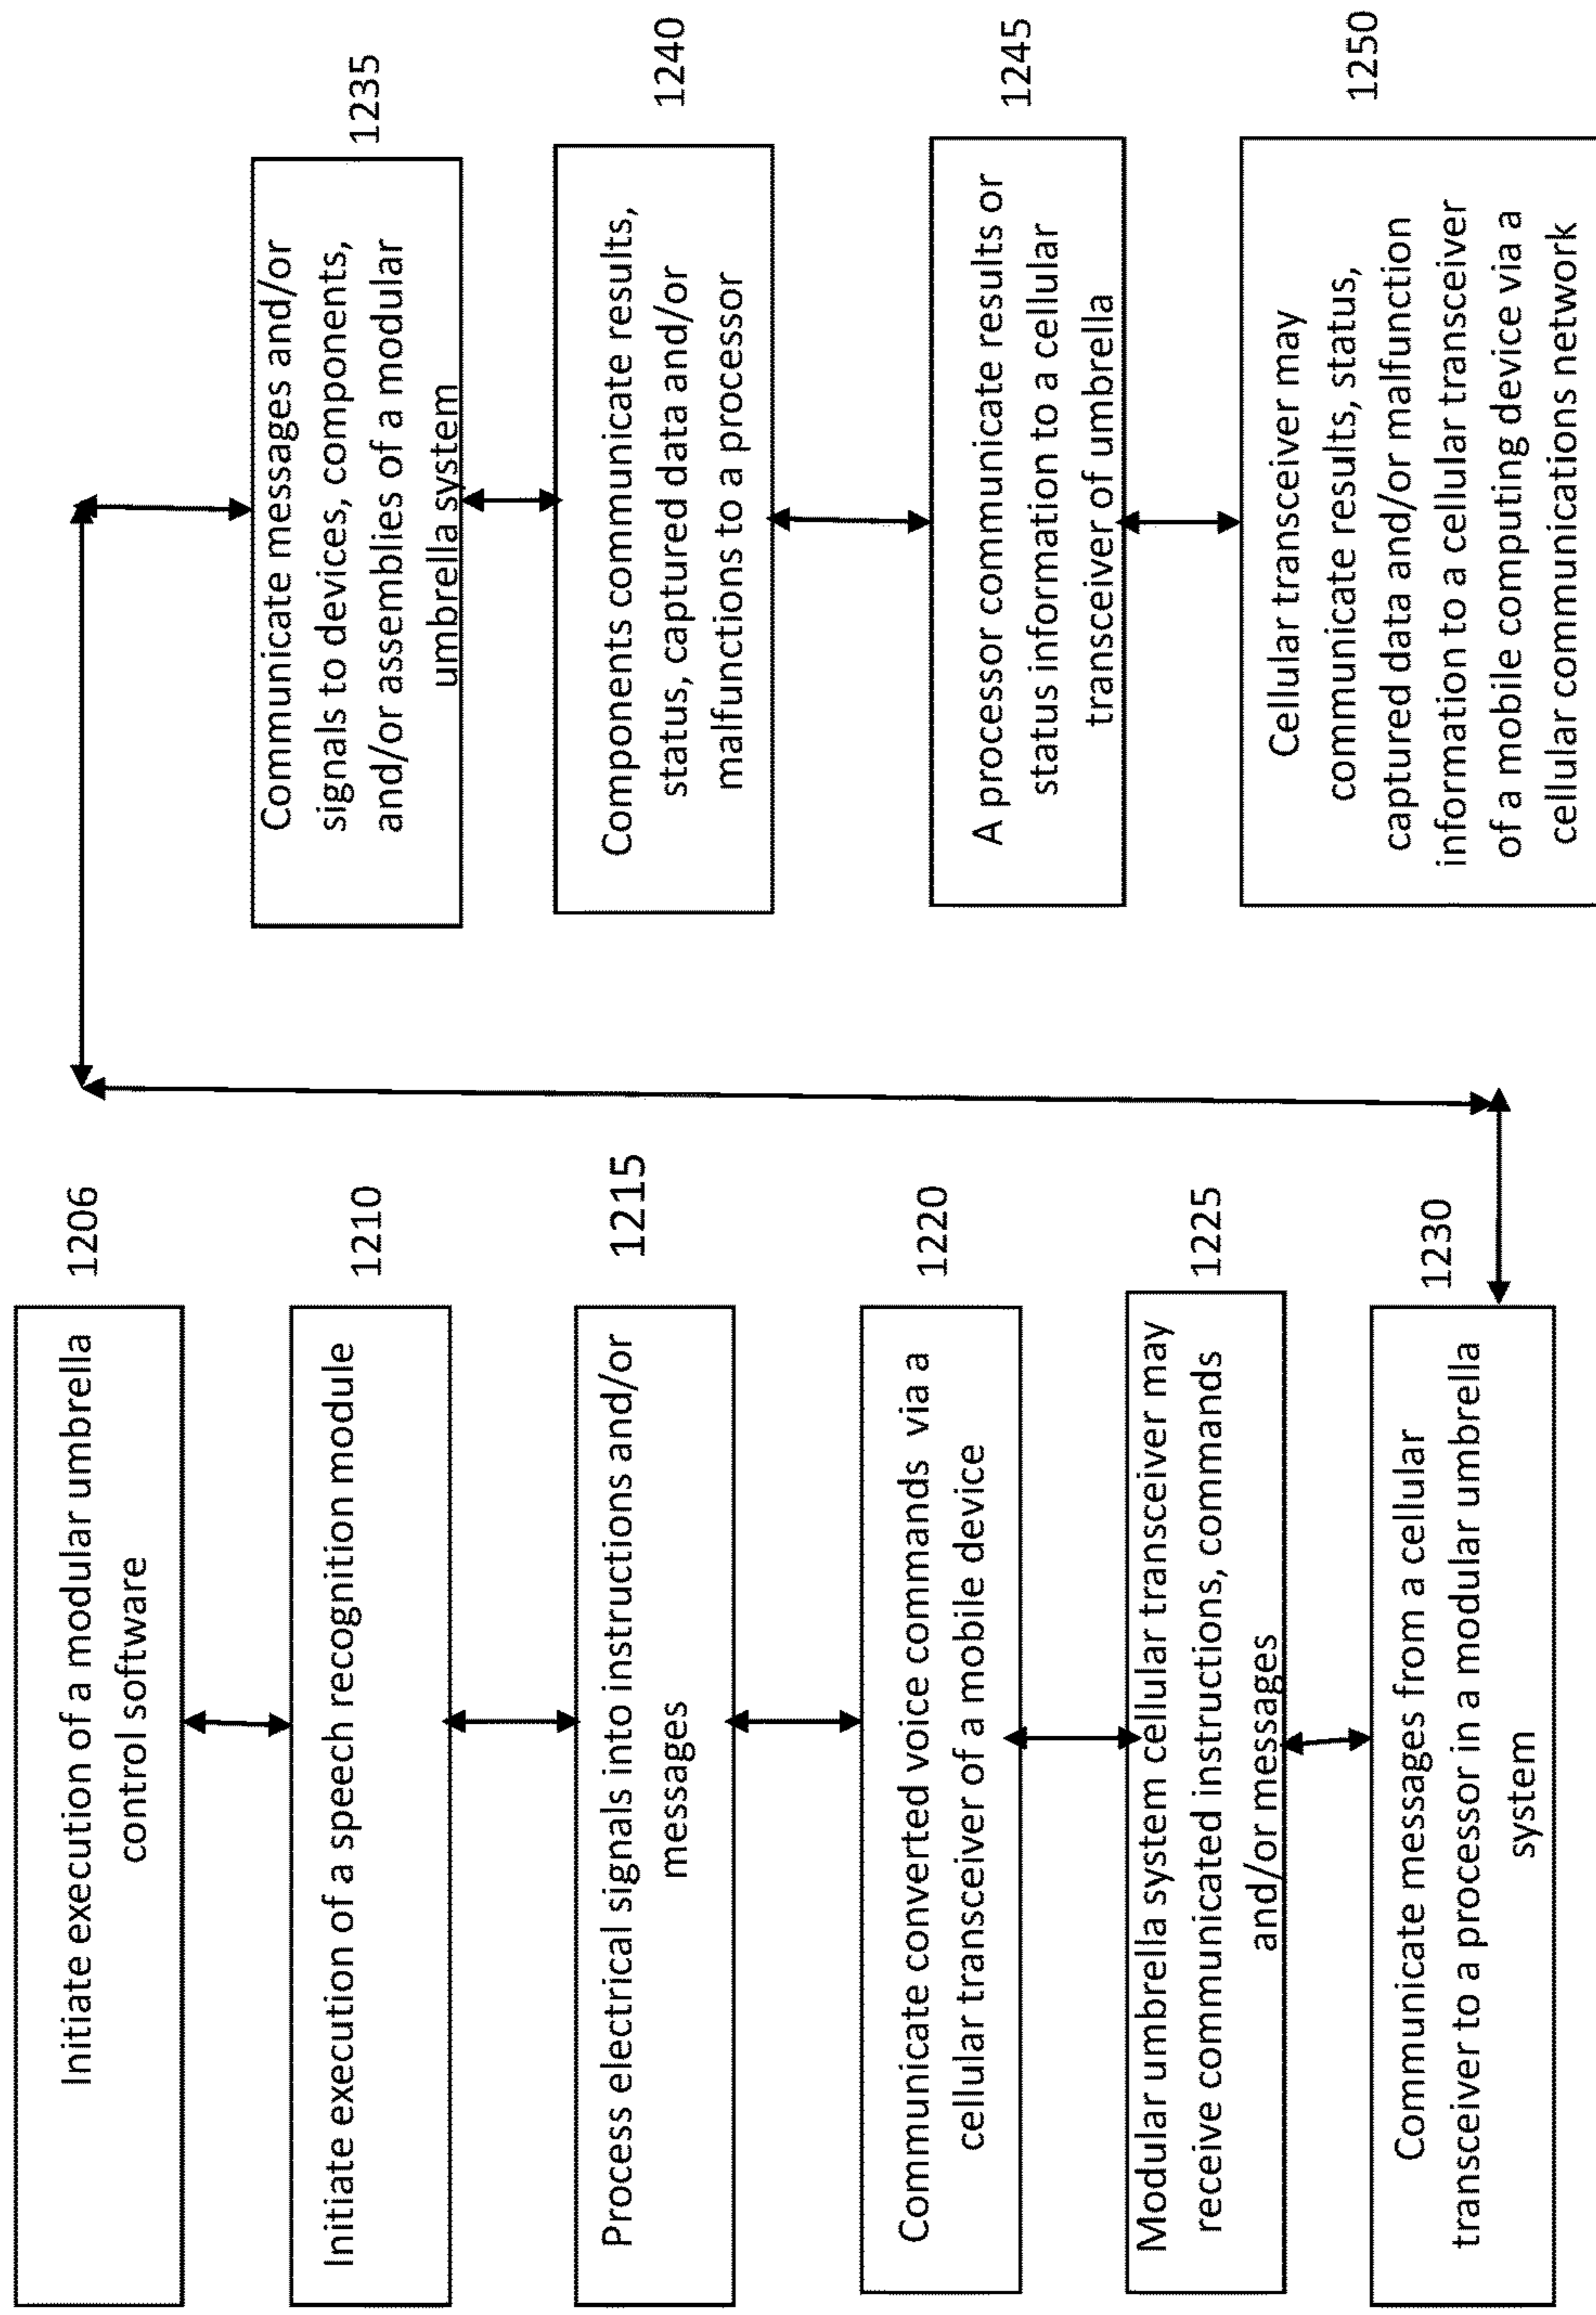 Initiate execution of a modular umbrella
control software
1206
Initiate execution of a speech recognition module
1210
Process electrical signals into instructions and/or
messages
1215
Communicate converted voice commands via a
cellular transceiver of a mobile device
1220
Modular umbrella system cellular transceiver may
receive communicated instructions, commands
and/or messages
1225
Communicate messages from a cellular
transceiver to a processor in a modular umbrella
system
1230
Communicate messages and/or
signals to devices, components,
and/or assemblies of a modular
umbrella system
1235
Components communicate results,
status, captured data and/or
malfunctions to a processor
1240
A processor communicate results or
status information to a cellular
transceiver of umbrella
1245
Cellular transceiver may
communicate results, status,
captured data and/or malfunction
information to a cellular transceiver
of a mobile computing device via a
cellular communications network
1250